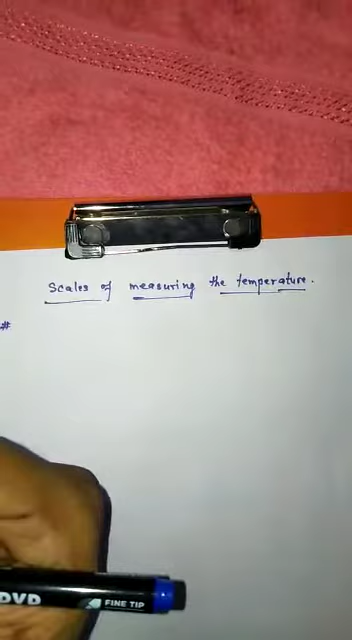 Scales of measuring the temperature.
#
DVD FINE TIP